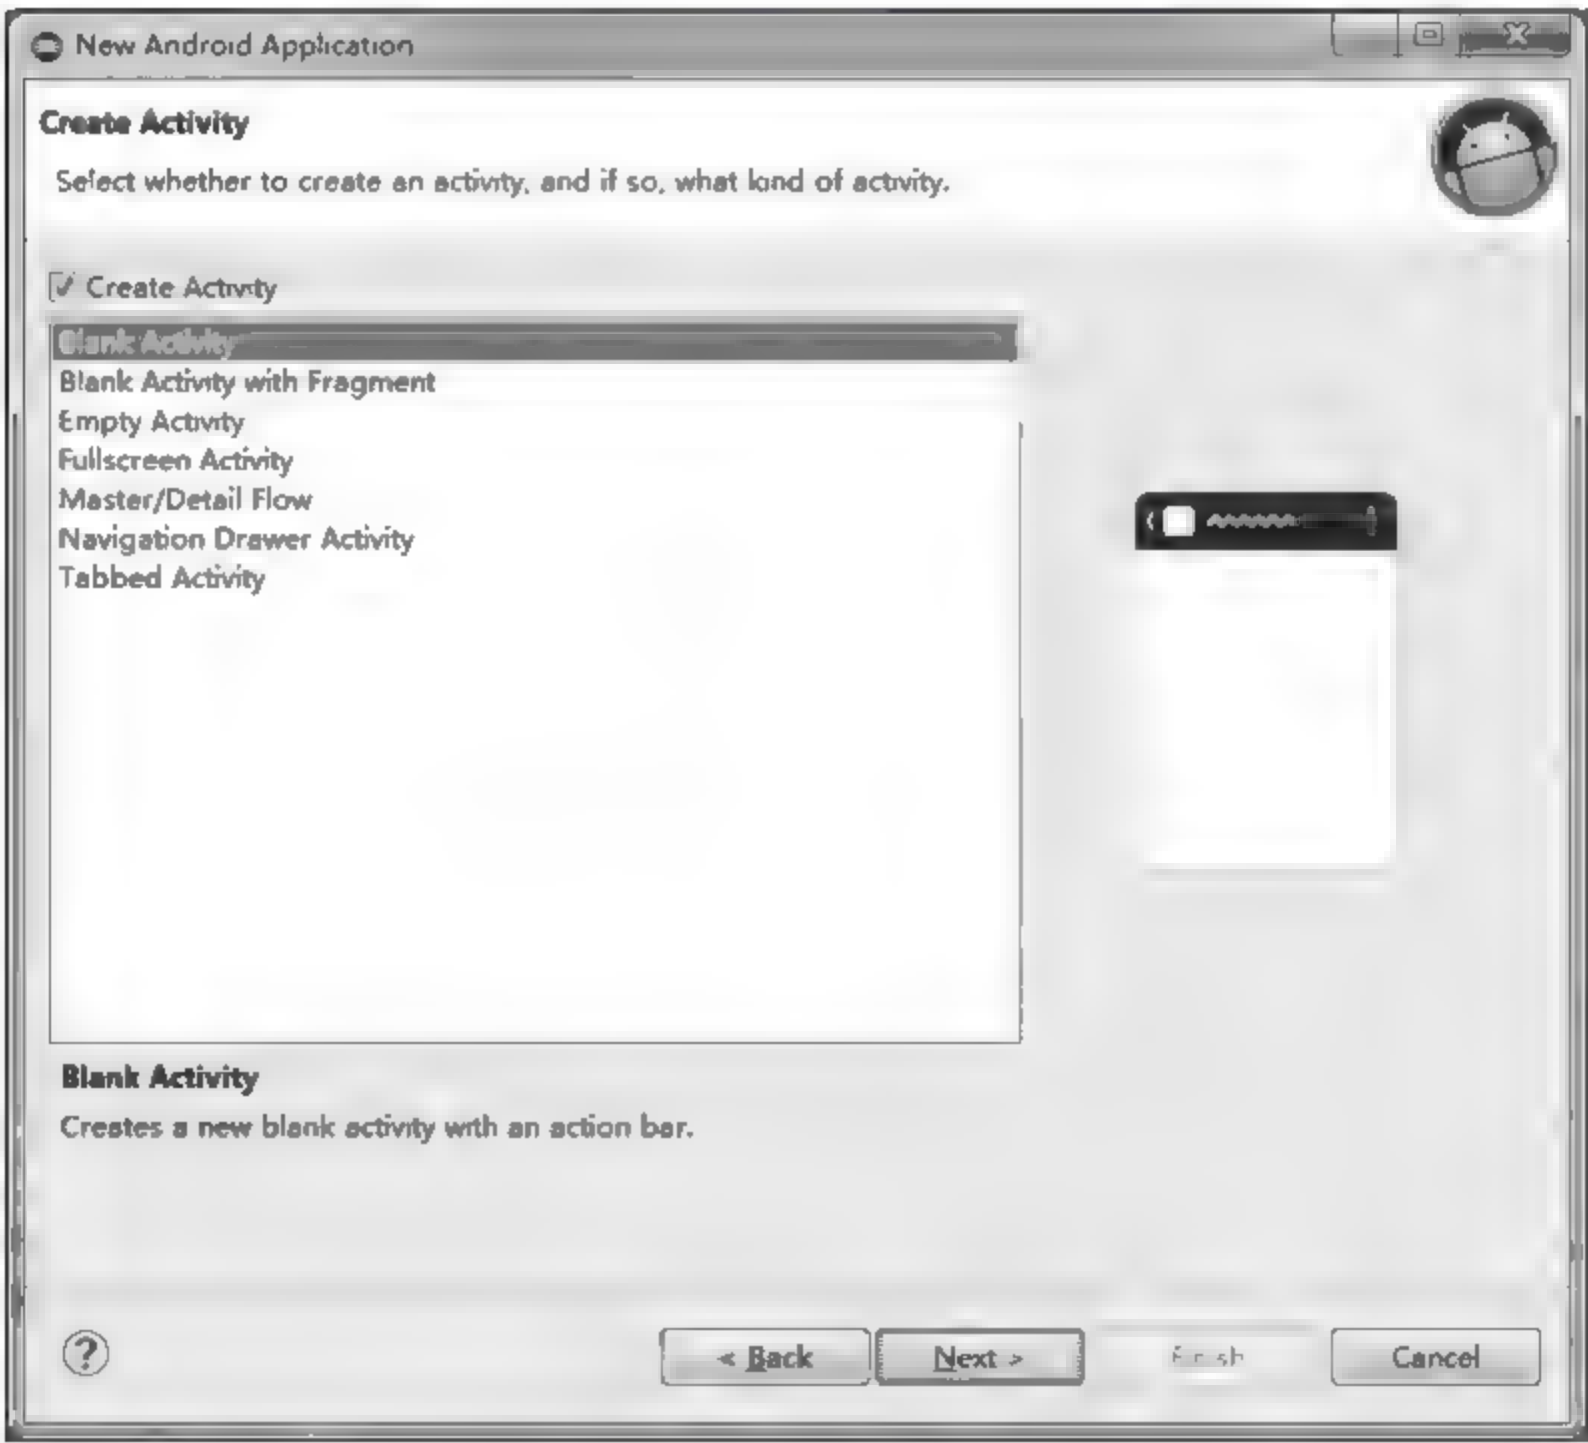 New Android Application
Create Activity
Select whether to create an activity, and if so, what kind of activity.
Create Activity
Blank Activity
Blank Activity with Fragment
Empty Activity
Fullscreen Activity
Master/Detail Flow
Navigation Drawer Activity
Tabbed Activity
Blank Activity
Creates a new blank activity with an action bar.
?
< Back
Next >
Finish
Cancel